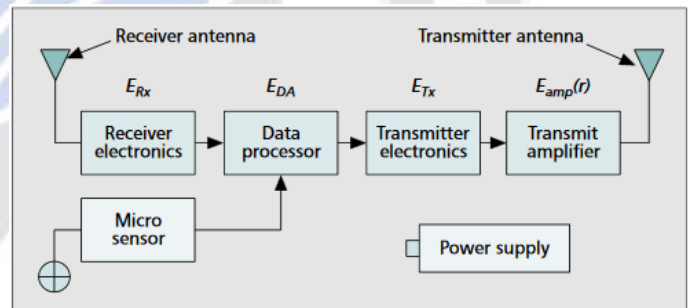 Receiver antenna
Transmitter antenna
E_Rx
E_DA
E_Tx
E_amp(r)
Receiver
electronics
Data
processor
Transmitter
electronics
Transmit
amplifier
Micro
sensor
Power supply